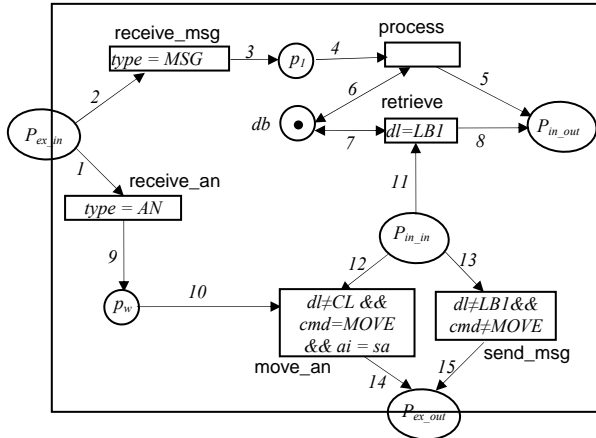 receive_msg
process
type = MSG
3
p1
4
2
6
5
db
retrieve
Pex_in
7
dl=LB1
8
Pin_out
1
receive_an
11
type = AN
Pin_in
9
12
13
pw
10
dl≠CL &&
cmd=MOVE
&& ai = sa
dl≠LB1&&
cmd≠MOVE
move_an
14
15
send_msg
Pex_out